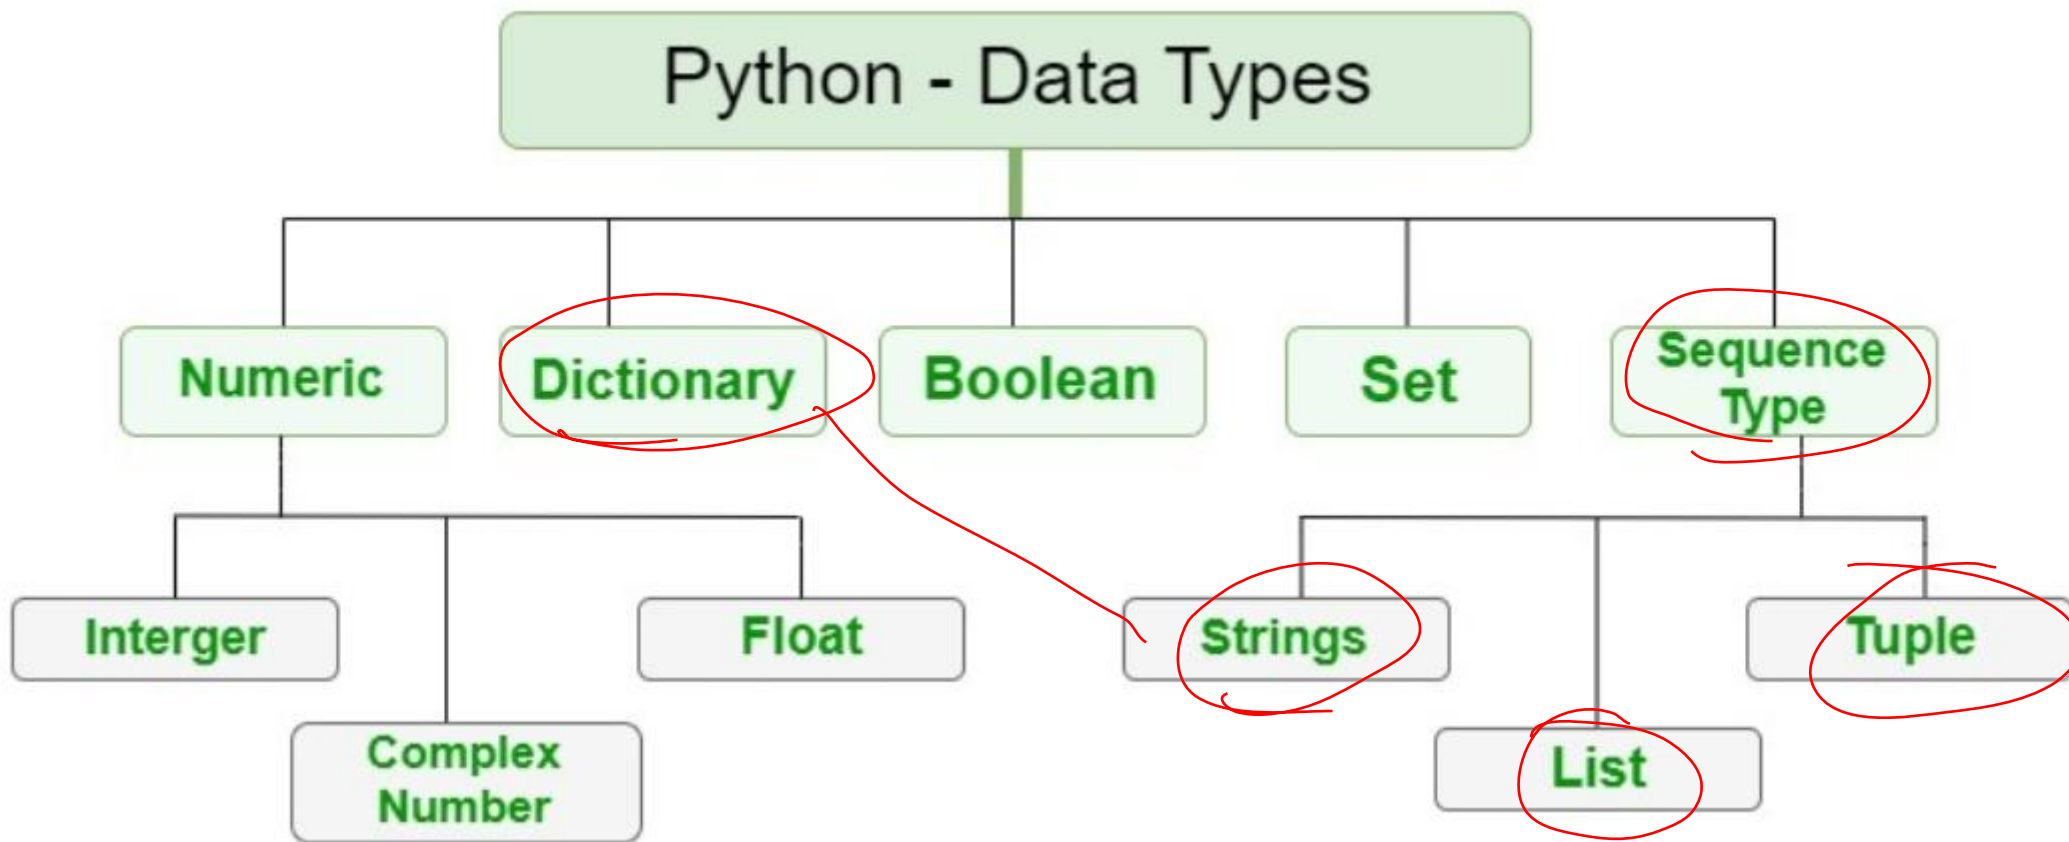 Python - Data Types
Numeric
Dictionary
Boolean
Set
Sequence
Type
Interger
Float
Strings
Tuple
Complex
Number
List